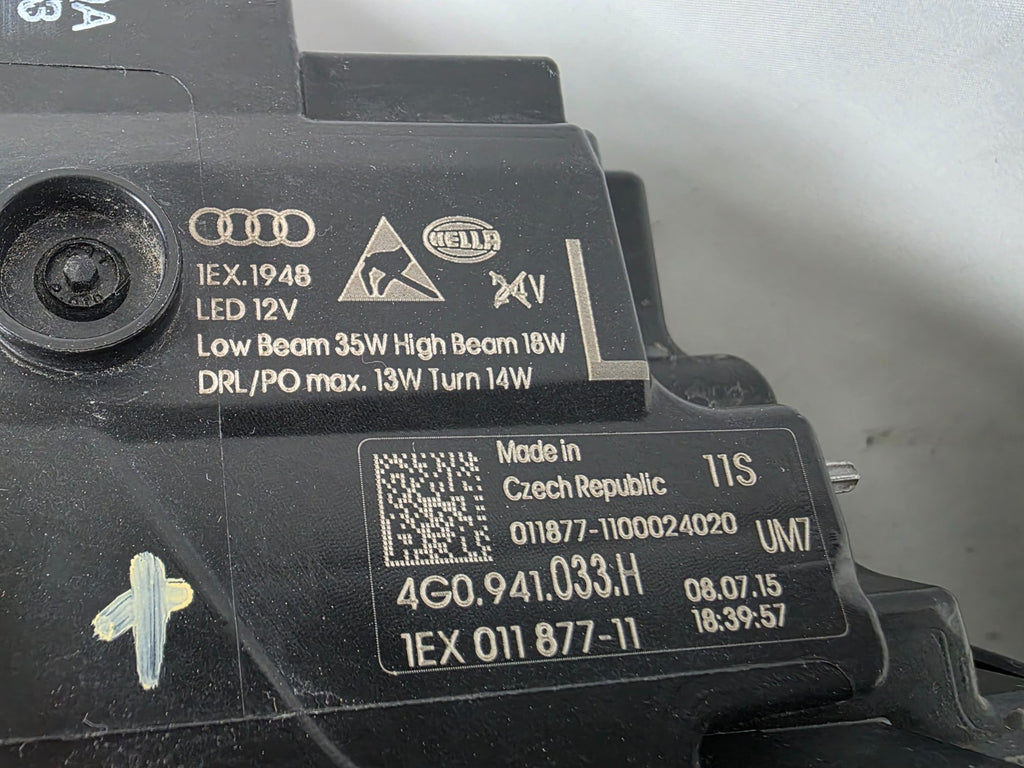 1EX.1948
HELLA
24V
LED 12V
L
Low Beam 35W High Beam 18W
DRL/PO max. 13W Turn 14W
Made in
Czech Republic
11S
011877-1100024020
UM7
4G0.941.033.H
08.07.15
18:39:57
1EX 011 877-11